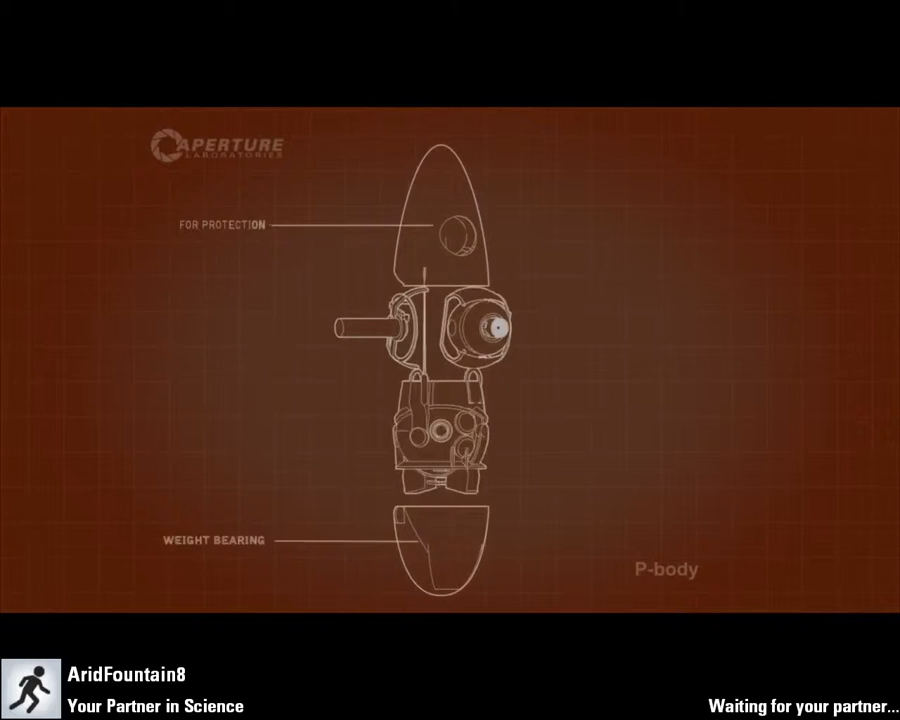 APERTURE
LABORATORIES
FOR PROTECTION
WEIGHT BEARING
P-body
AridFountain8
Your Partner in Science
Waiting for your partner...